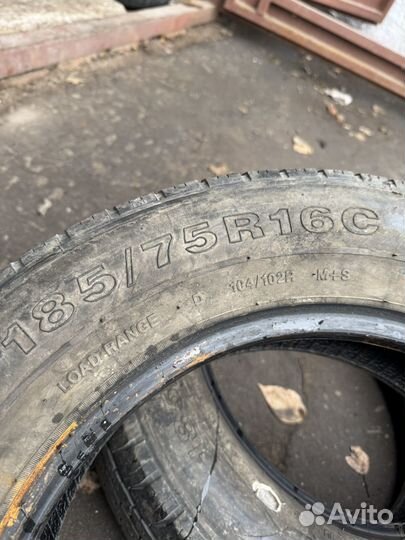 185/75R16C
LOAD RANGE D 104/102R M+S
Avito